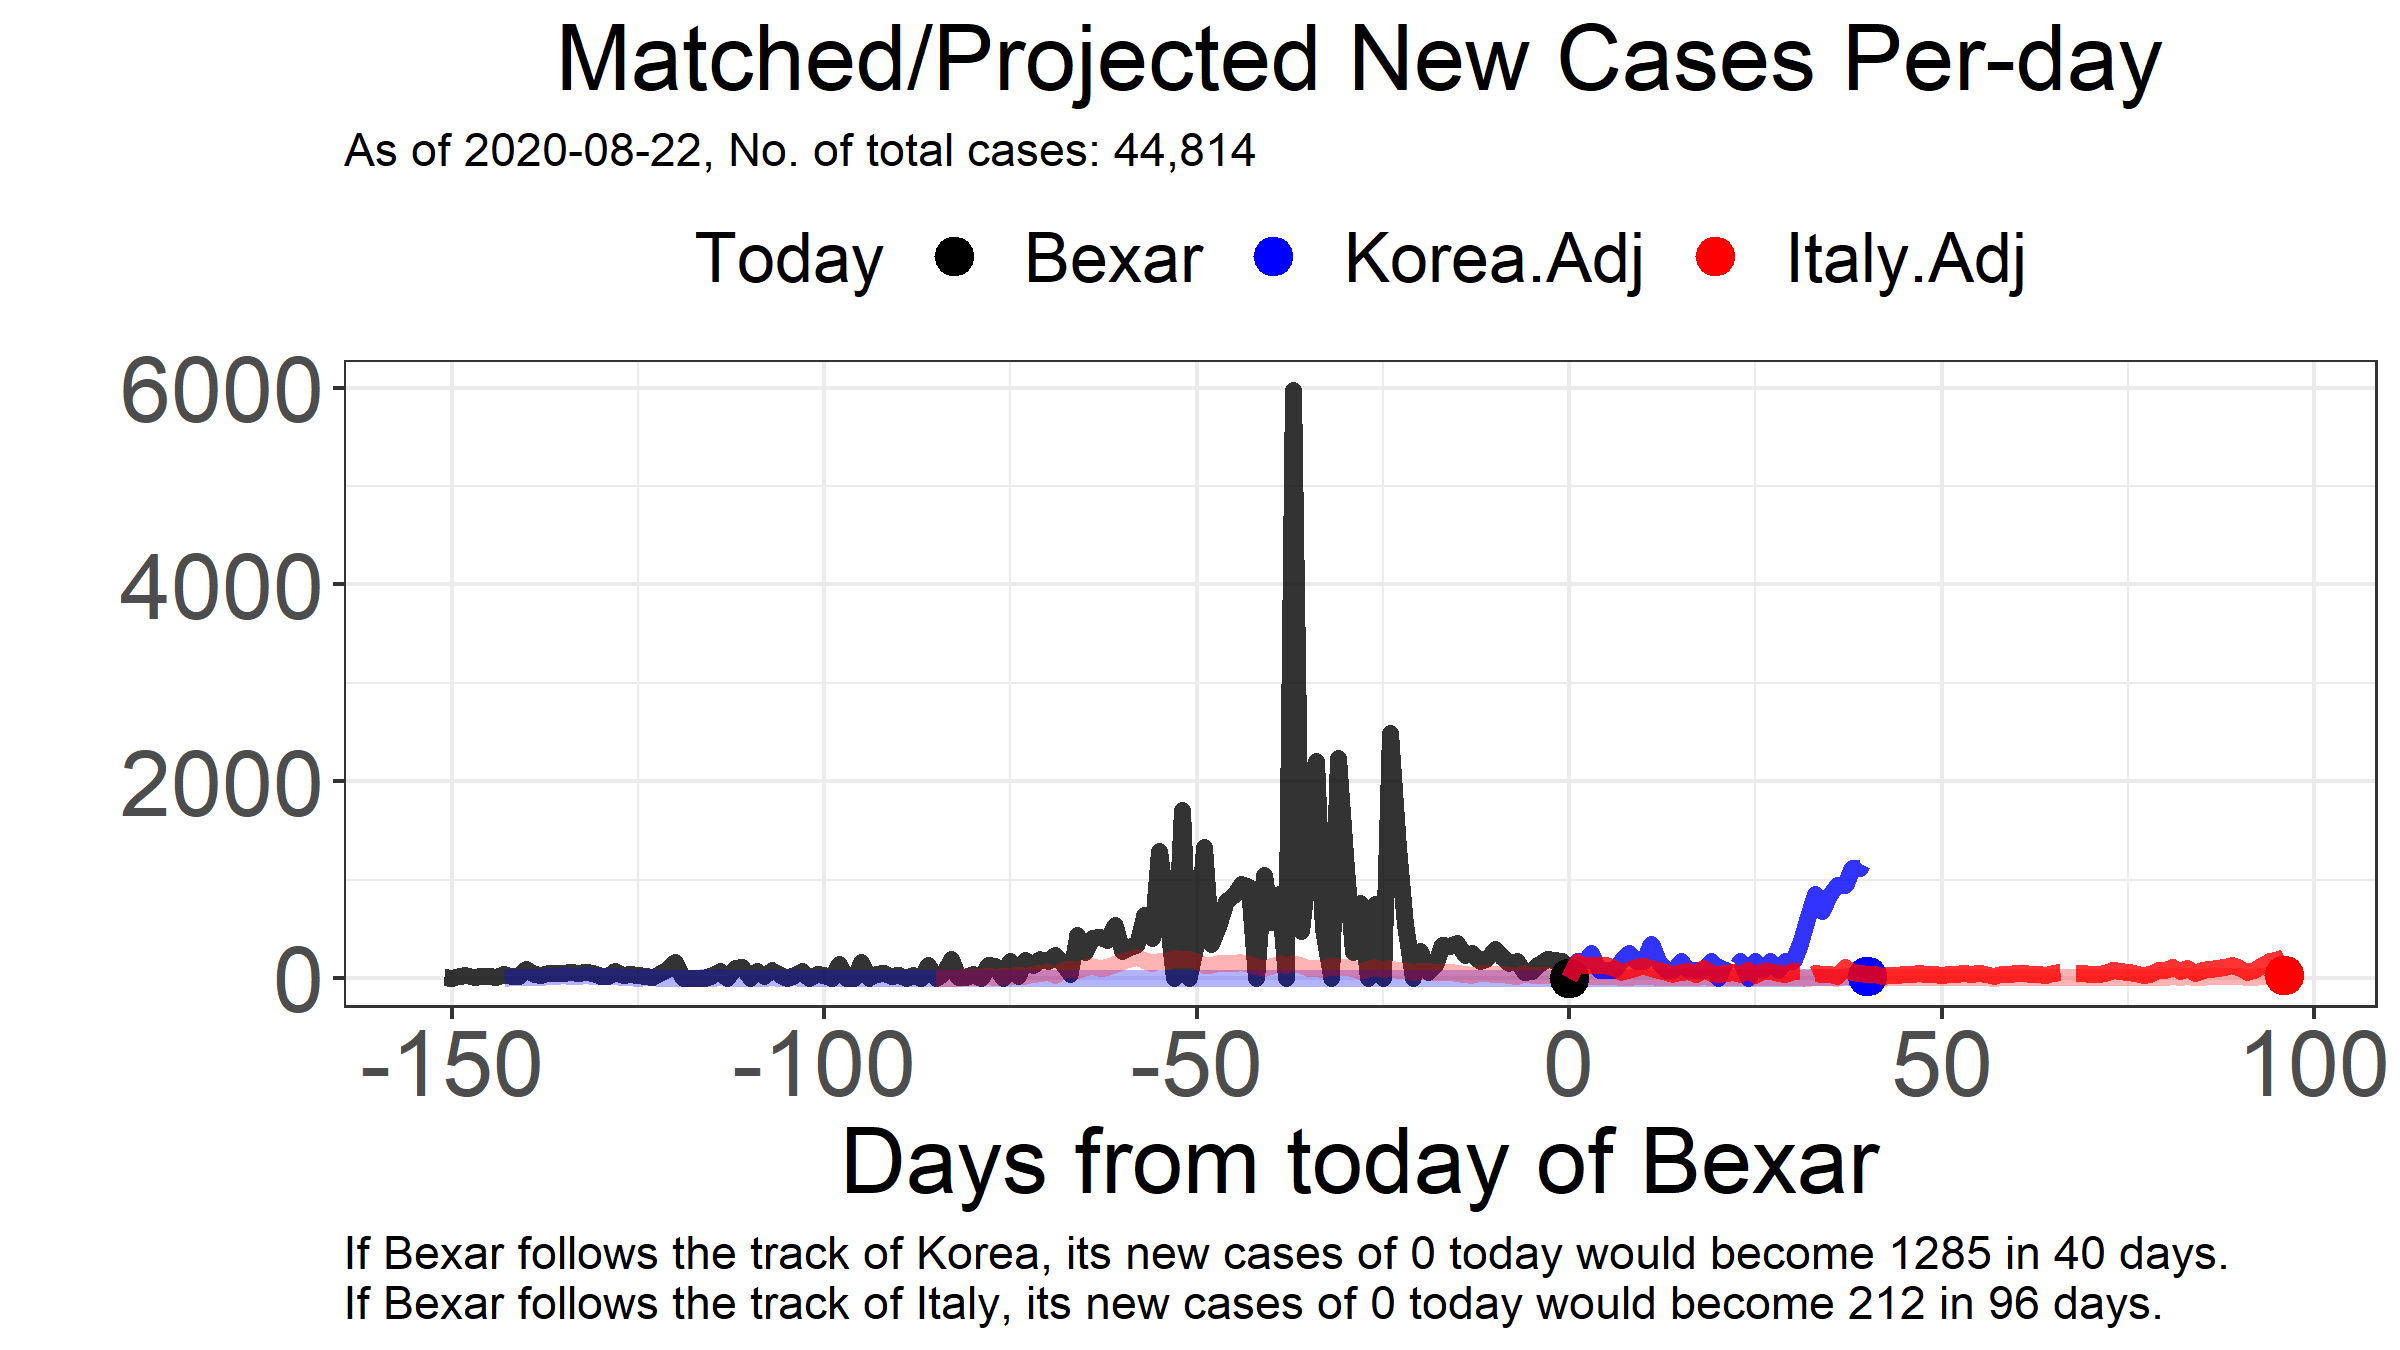 Matched/Projected New Cases Per-day
As of 2020-08-22, No. of total cases: 44,814
Today Bexar Korea.Adj Italy.Adj
6000
4000
2000
0
-150 -100 -50 0 50 100
Days from today of Bexar
If Bexar follows the track of Korea, its new cases of 0 today would become 1285 in 40 days.
If Bexar follows the track of Italy, its new cases of 0 today would become 212 in 96 days.